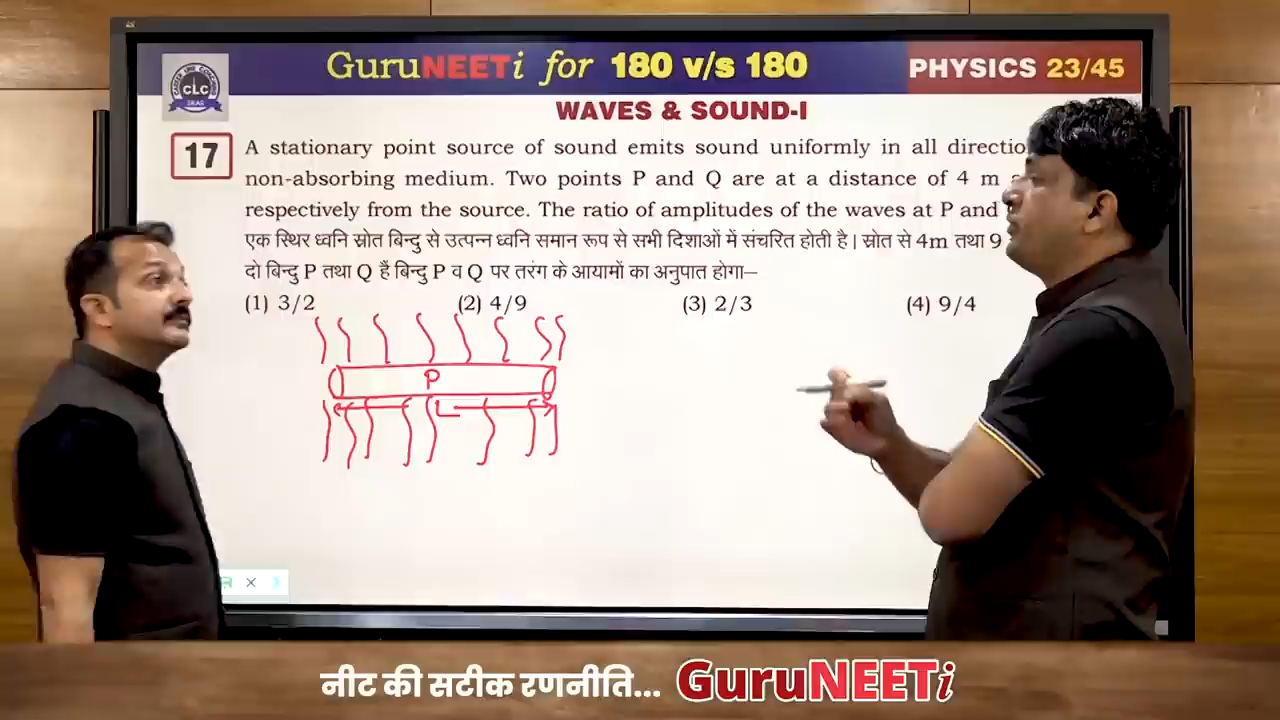 GuruNEETi for 180 v/s 180
PHYSICS 23/45
CLC
SIKAR
WAVES & SOUND-I
17
A stationary point source of sound emits sound uniformly in all directio
non-absorbing medium. Two points P and Q are at a distance of 4 m
respectively from the source. The ratio of amplitudes of the waves at P and
एक स्थिर ध्वनि स्रोत बिन्दु से उत्पन्न ध्वनि समान रूप से सभी दिशाओं में संचरित होती है। स्रोत से 4m तथा 9
दो बिन्दु P तथा Q हैं बिन्दु P व Q पर तरंग के आयामों का अनुपात होगा–
(1) 3/2 (2) 4/9 (3) 2/3 (4) 9/4
P
L
नीट की सटीक रणनीति... GuruNEETi